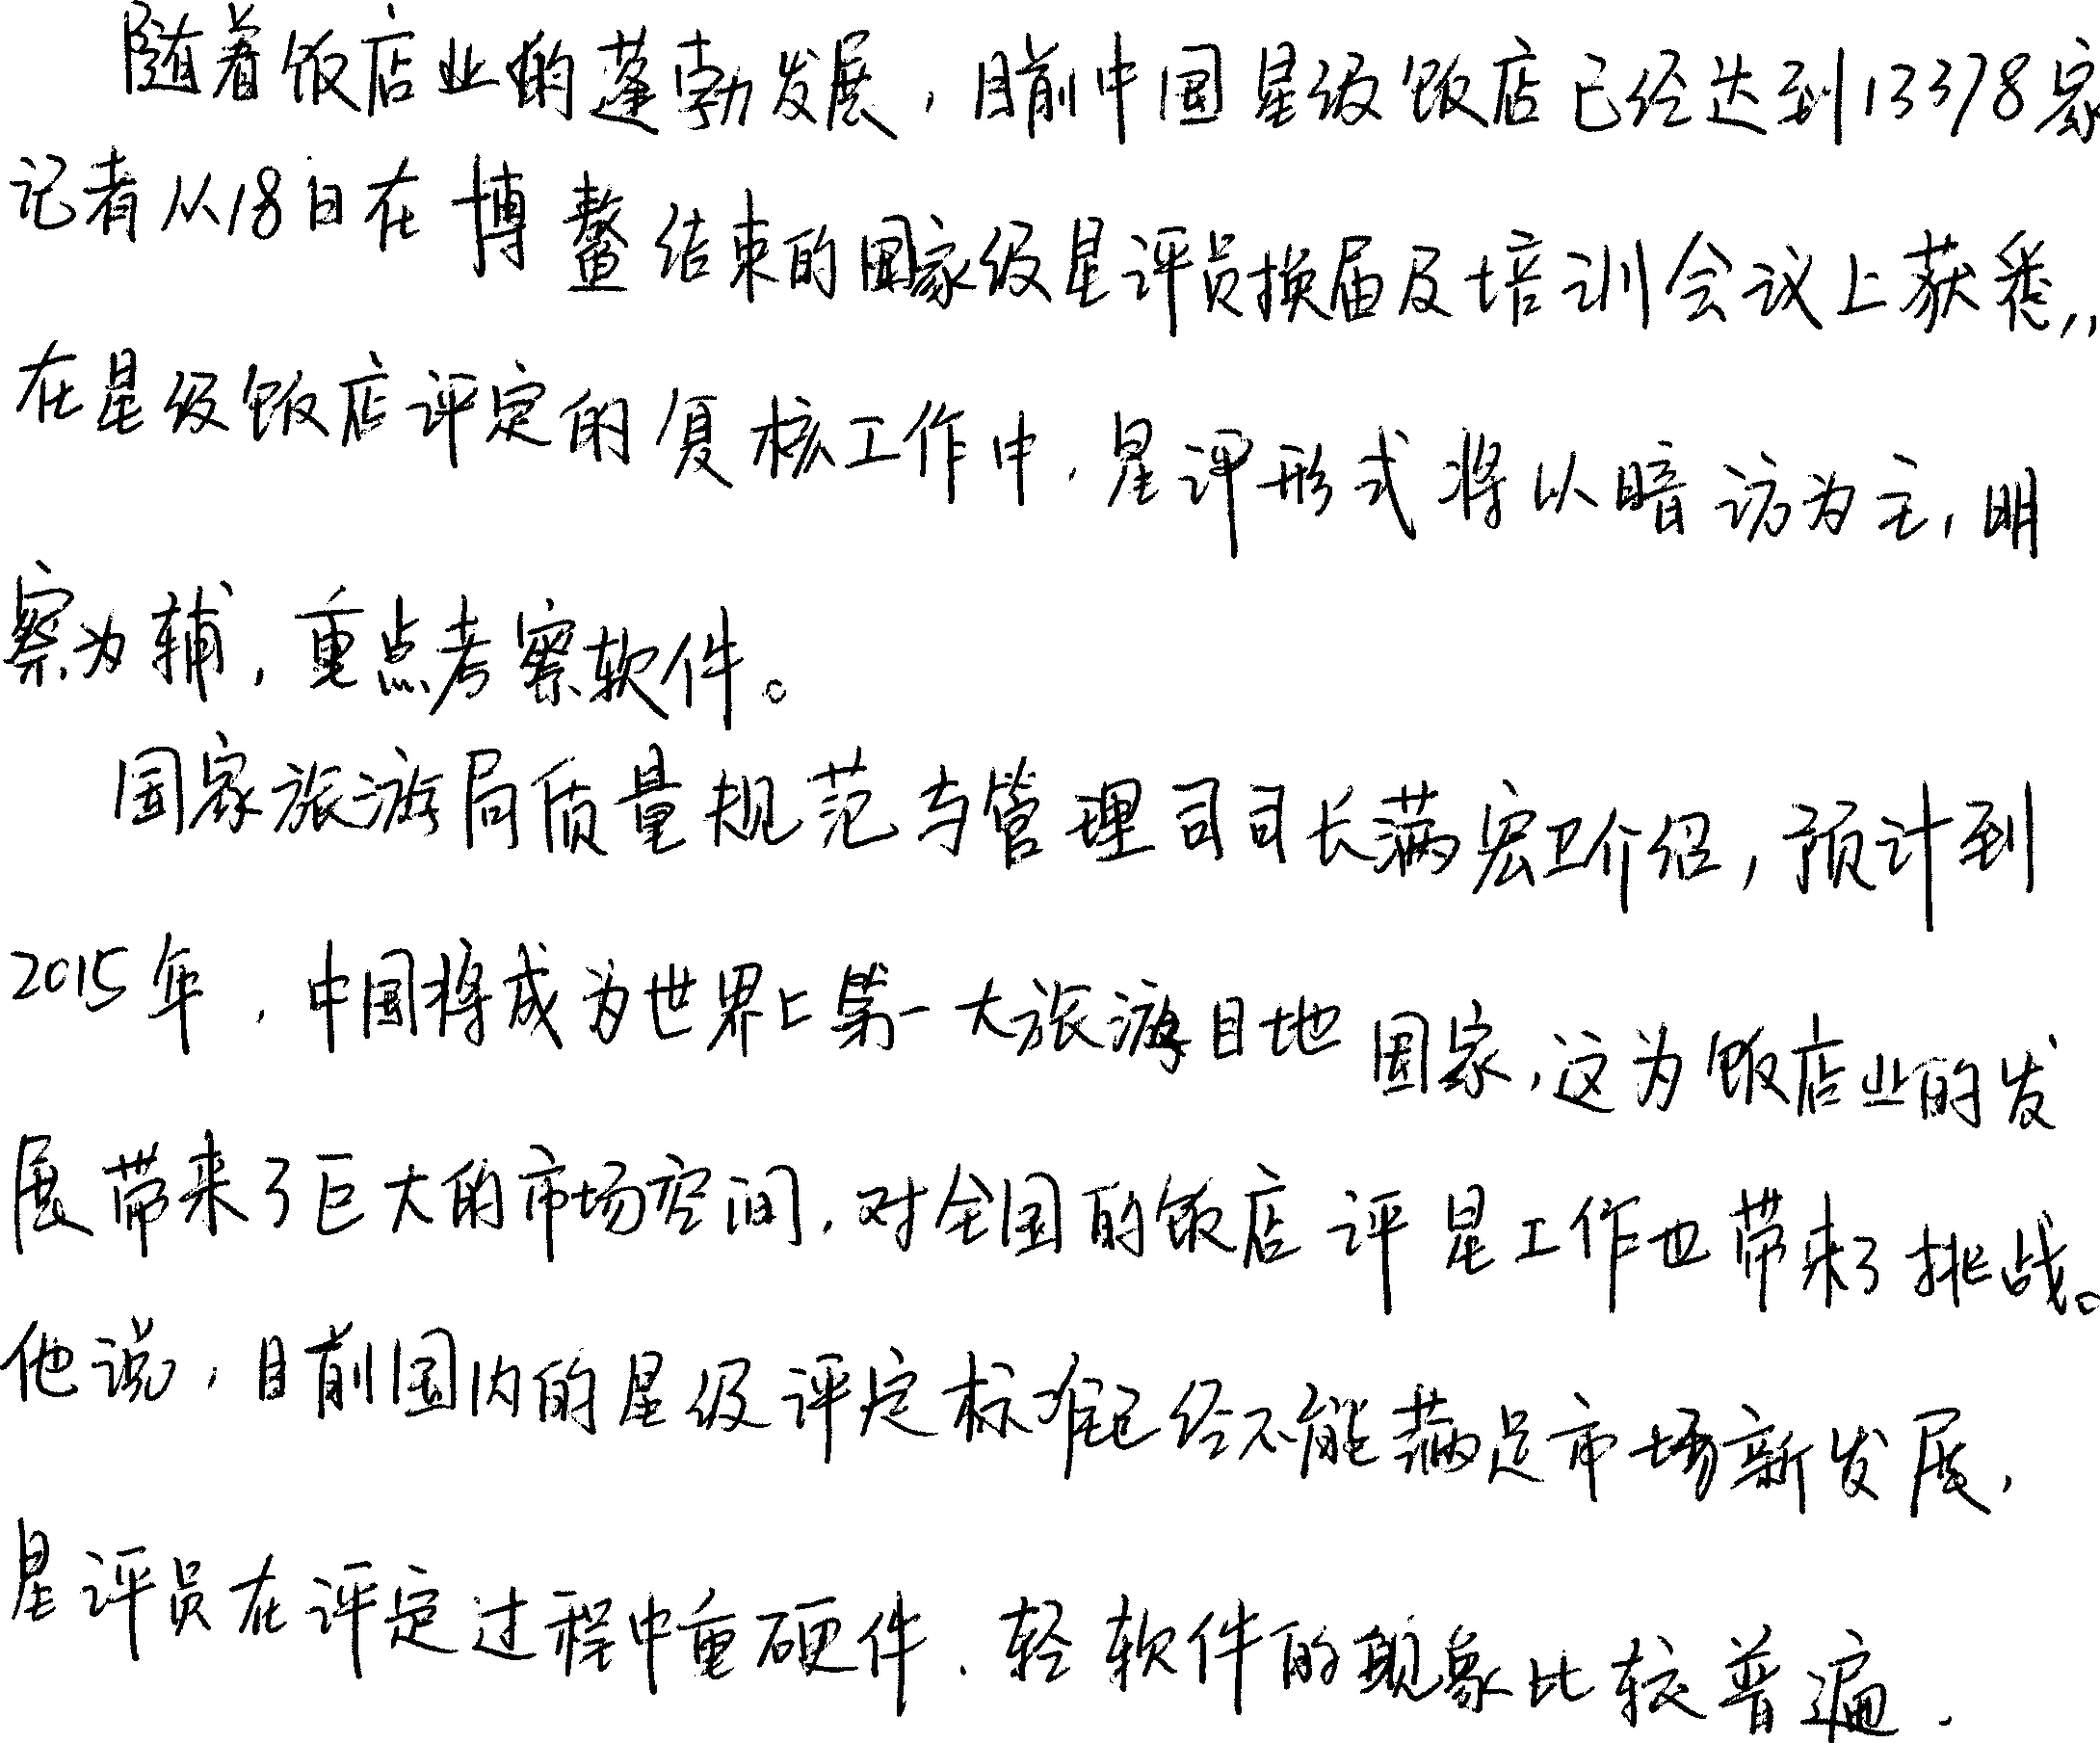 随着饭店业的蓬勃发展，目前中国星级饭店已经达到13378家
记者从18日在博鳌结束的国家级星评员换届及培训会议上获悉，，
在星级饭店评定的复核工作中，星评形式将以暗访为主，明
察为辅，重点考察软件。
国家旅游局质量规范与管理司司长满宏卫介绍，预计到
2015年，中国将成为世界上第一大旅游目地国家，这为饭店业的发
展带来了巨大的市场空间，对全国的饭店评星工作也带来了挑战。
他说，目前国内的星级评定标准已经不能满足市场新发展，
星评员在评定过程中重硬件、轻软件的现象比较普遍．